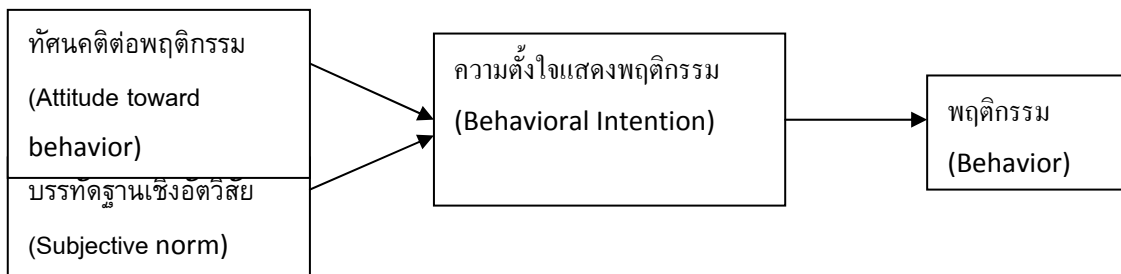 ทัศนคติต่อพฤติกรรม
(Attitude toward
behavior)
บรรทัดฐานเชิงอัตวิสัย
(Subjective norm)
ความตั้งใจแสดงพฤติกรรม
(Behavioral Intention)
พฤติกรรม
(Behavior)